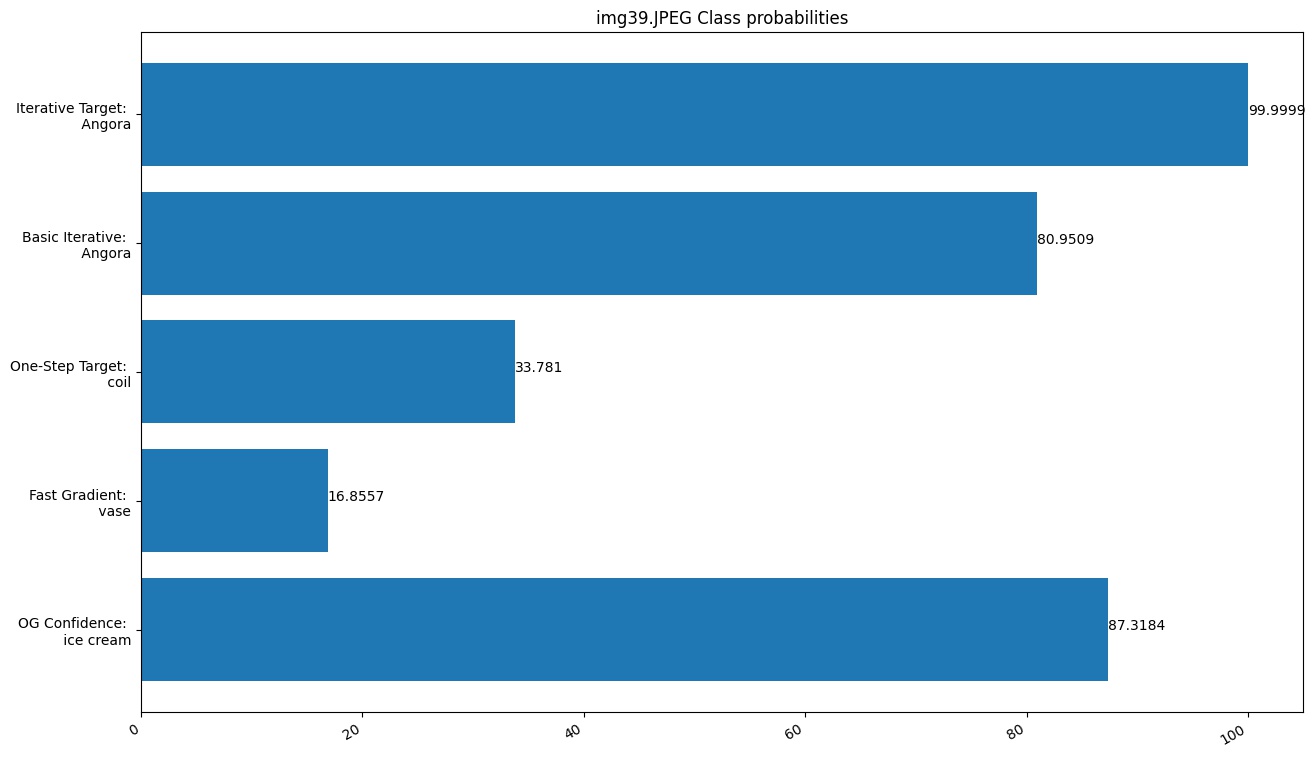 img39.JPEG Class probabilities
Iterative Target:
Angora
99.9999
Basic Iterative:
Angora
80.9509
One-Step Target:
coil
33.781
Fast Gradient:
vase
16.8557
OG Confidence:
ice cream
87.3184
0
20
40
60
80
100